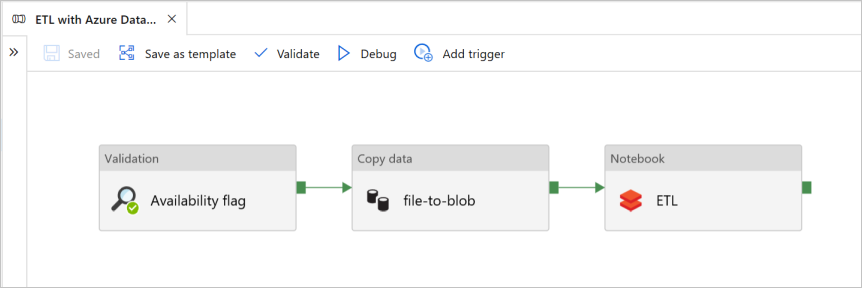 ETL with Azure Data...
Saved Save as template Validate Debug Add trigger
Validation Copy data Notebook
Availability flag file-to-blob ETL